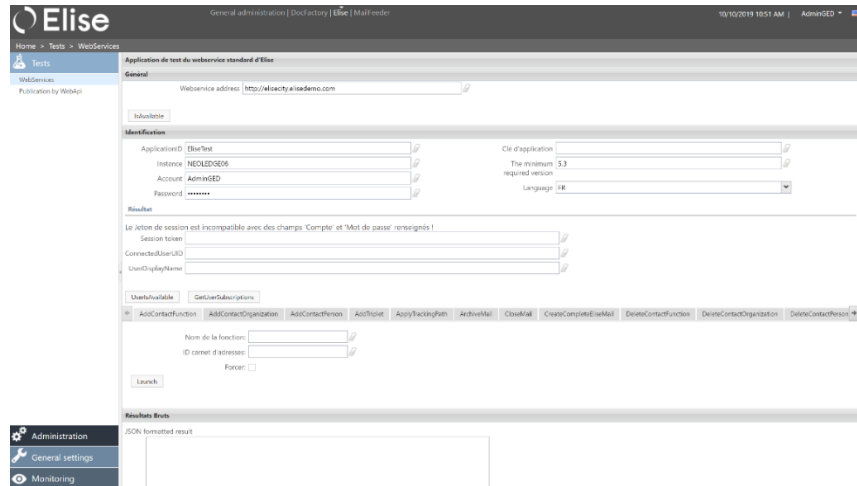 Elise
General administration | DocFactory | Elise | MailFeeder
10/10/2019 10:51 AM | AdminGED
Home > Tests > WebServices
Tests
WebServices
Publication by WebApi
Application de test du webservice standard d'Elise
Général
Webservice address http://elisecity.elisedemo.com
IsAvailable
Identification
ApplicationID EliseTest
Clé d'application
Instance NEOLEDGE06
The minimum required version 5.3
Account AdminGED
Language FR
Password ••••••••
Résultat
Le Jeton de session est incompatible avec des champs 'Compte' et 'Mot de passe' renseignés !
Session token
ConnectedUserUID
UserDisplayName
UserIsAvailable GetUserSubscriptions
AddContactFunction AddContactOrganization AddContactPerson AddTriplet ApplyTrackingPath ArchiveMail CloseMail CreateCompleteEliseMail DeleteContactFunction DeleteContactOrganization DeleteContactPerson
Nom de la fonction:
ID carnet d'adresses:
Forcer:
Launch
Résultats Bruts
JSON formatted result
Administration
General settings
Monitoring